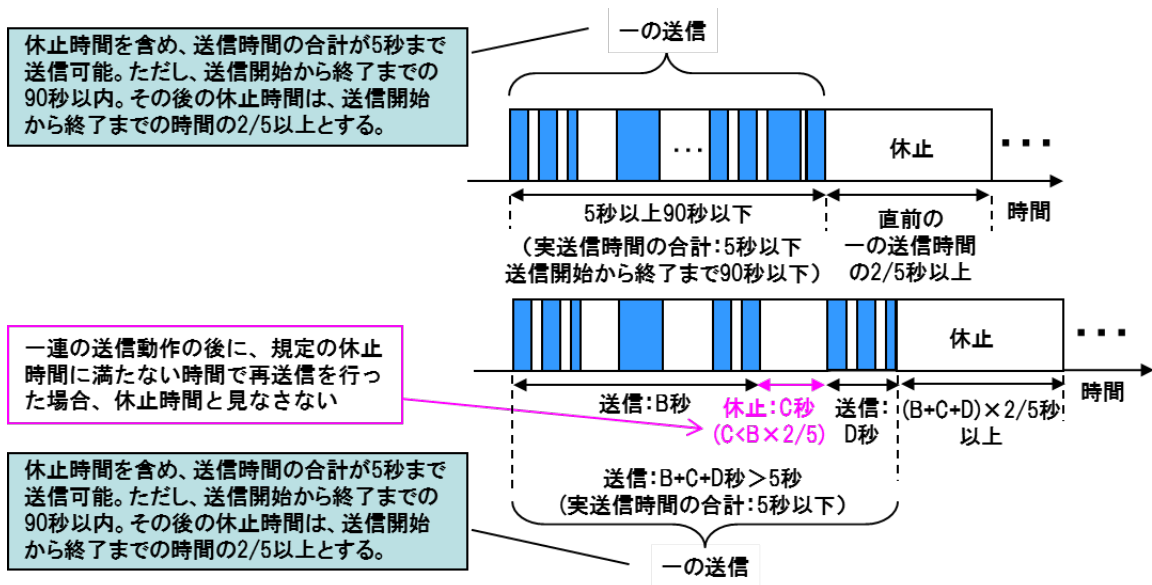 休止時間を含め、送信時間の合計が5秒まで
送信可能。ただし、送信開始から終了までの
90秒以内。その後の休止時間は、送信開始
から終了までの時間の2/5以上とする。
一の送信
・・・
休止
・・・
時間
5秒以上90秒以下
（実送信時間の合計：5秒以下
送信開始から終了まで90秒以下）
直前の
一の送信時間
の2/5秒以上
一連の送信動作の後に、規定の休止
時間に満たない時間で再送信を行っ
た場合、休止時間と見なさない
休止
・・・
時間
送信：B秒
休止：C秒
(C<B×2/5)
送信：
D秒
(B+C+D)×2/5秒
以上
送信：B+C+D秒＞5秒
（実送信時間の合計：5秒以下）
休止時間を含め、送信時間の合計が5秒まで
送信可能。ただし、送信開始から終了までの
90秒以内。その後の休止時間は、送信開始
から終了までの時間の2/5以上とする。
一の送信